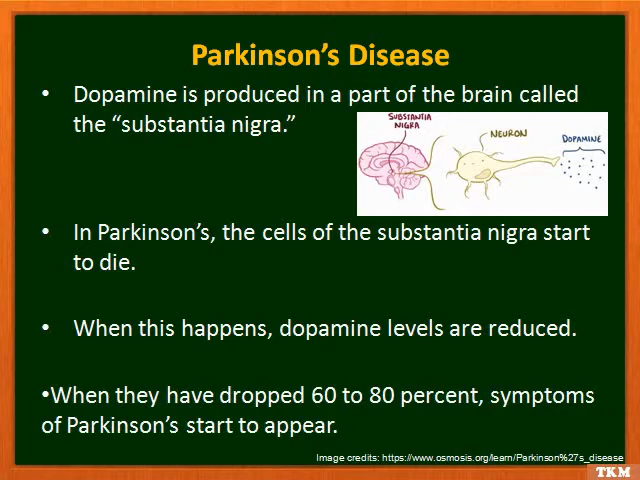 Parkinson’s Disease
• Dopamine is produced in a part of the brain called
the “substantia nigra.”
SUBSTANTIA
NIGRA
NEURON
DOPAMINE
• In Parkinson’s, the cells of the substantia nigra start
to die.
• When this happens, dopamine levels are reduced.
•When they have dropped 60 to 80 percent, symptoms
of Parkinson’s start to appear.
Image credits: https://www.osmosis.org/learn/Parkinson%27s_disease
TKM